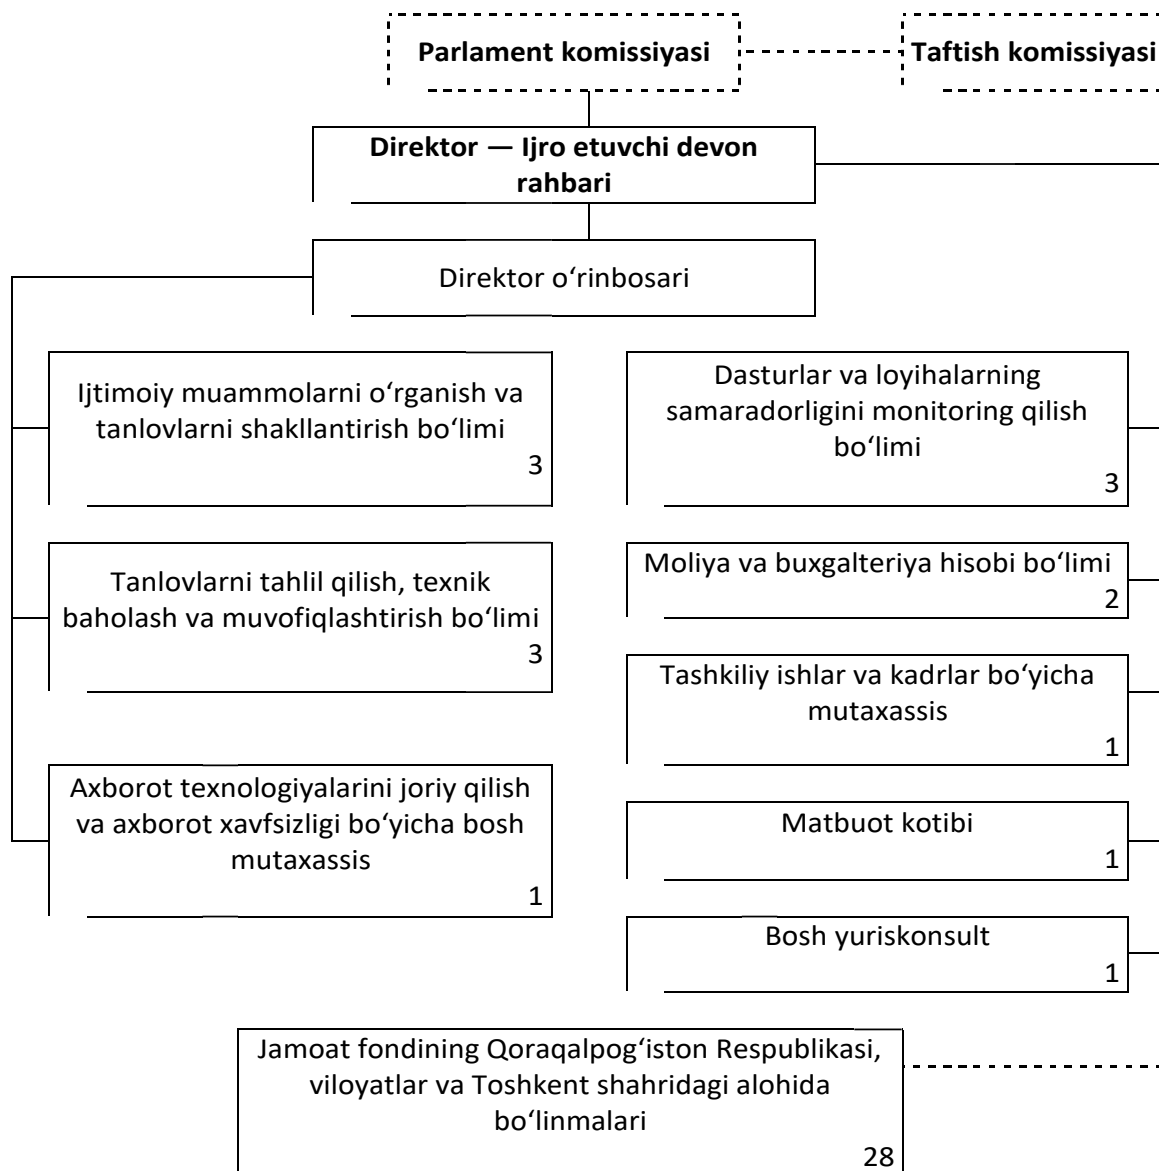 Parlament komissiyasi
Taftish komissiyasi
Direktor — Ijro etuvchi devon
rahbari
Direktor o‘rinbosari
Ijtimoiy muammolarni o‘rganish va
tanlovlarni shakllantirish bo‘limi
3
Tanlovlarni tahlil qilish, texnik
baholash va muvofiqlashtirish bo‘limi
3
Axborot texnologiyalarini joriy qilish
va axborot xavfsizligi bo‘yicha bosh
mutaxassis
1
Dasturlar va loyihalarning
samaradorligini monitoring qilish
bo‘limi
3
Moliya va buxgalteriya hisobi bo‘limi
2
Tashkiliy ishlar va kadrlar bo‘yicha
mutaxassis
1
Matbuot kotibi
1
Bosh yuriskonsult
1
Jamoat fondining Qoraqalpog‘iston Respublikasi,
viloyatlar va Toshkent shahridagi alohida
bo‘linmalari
28